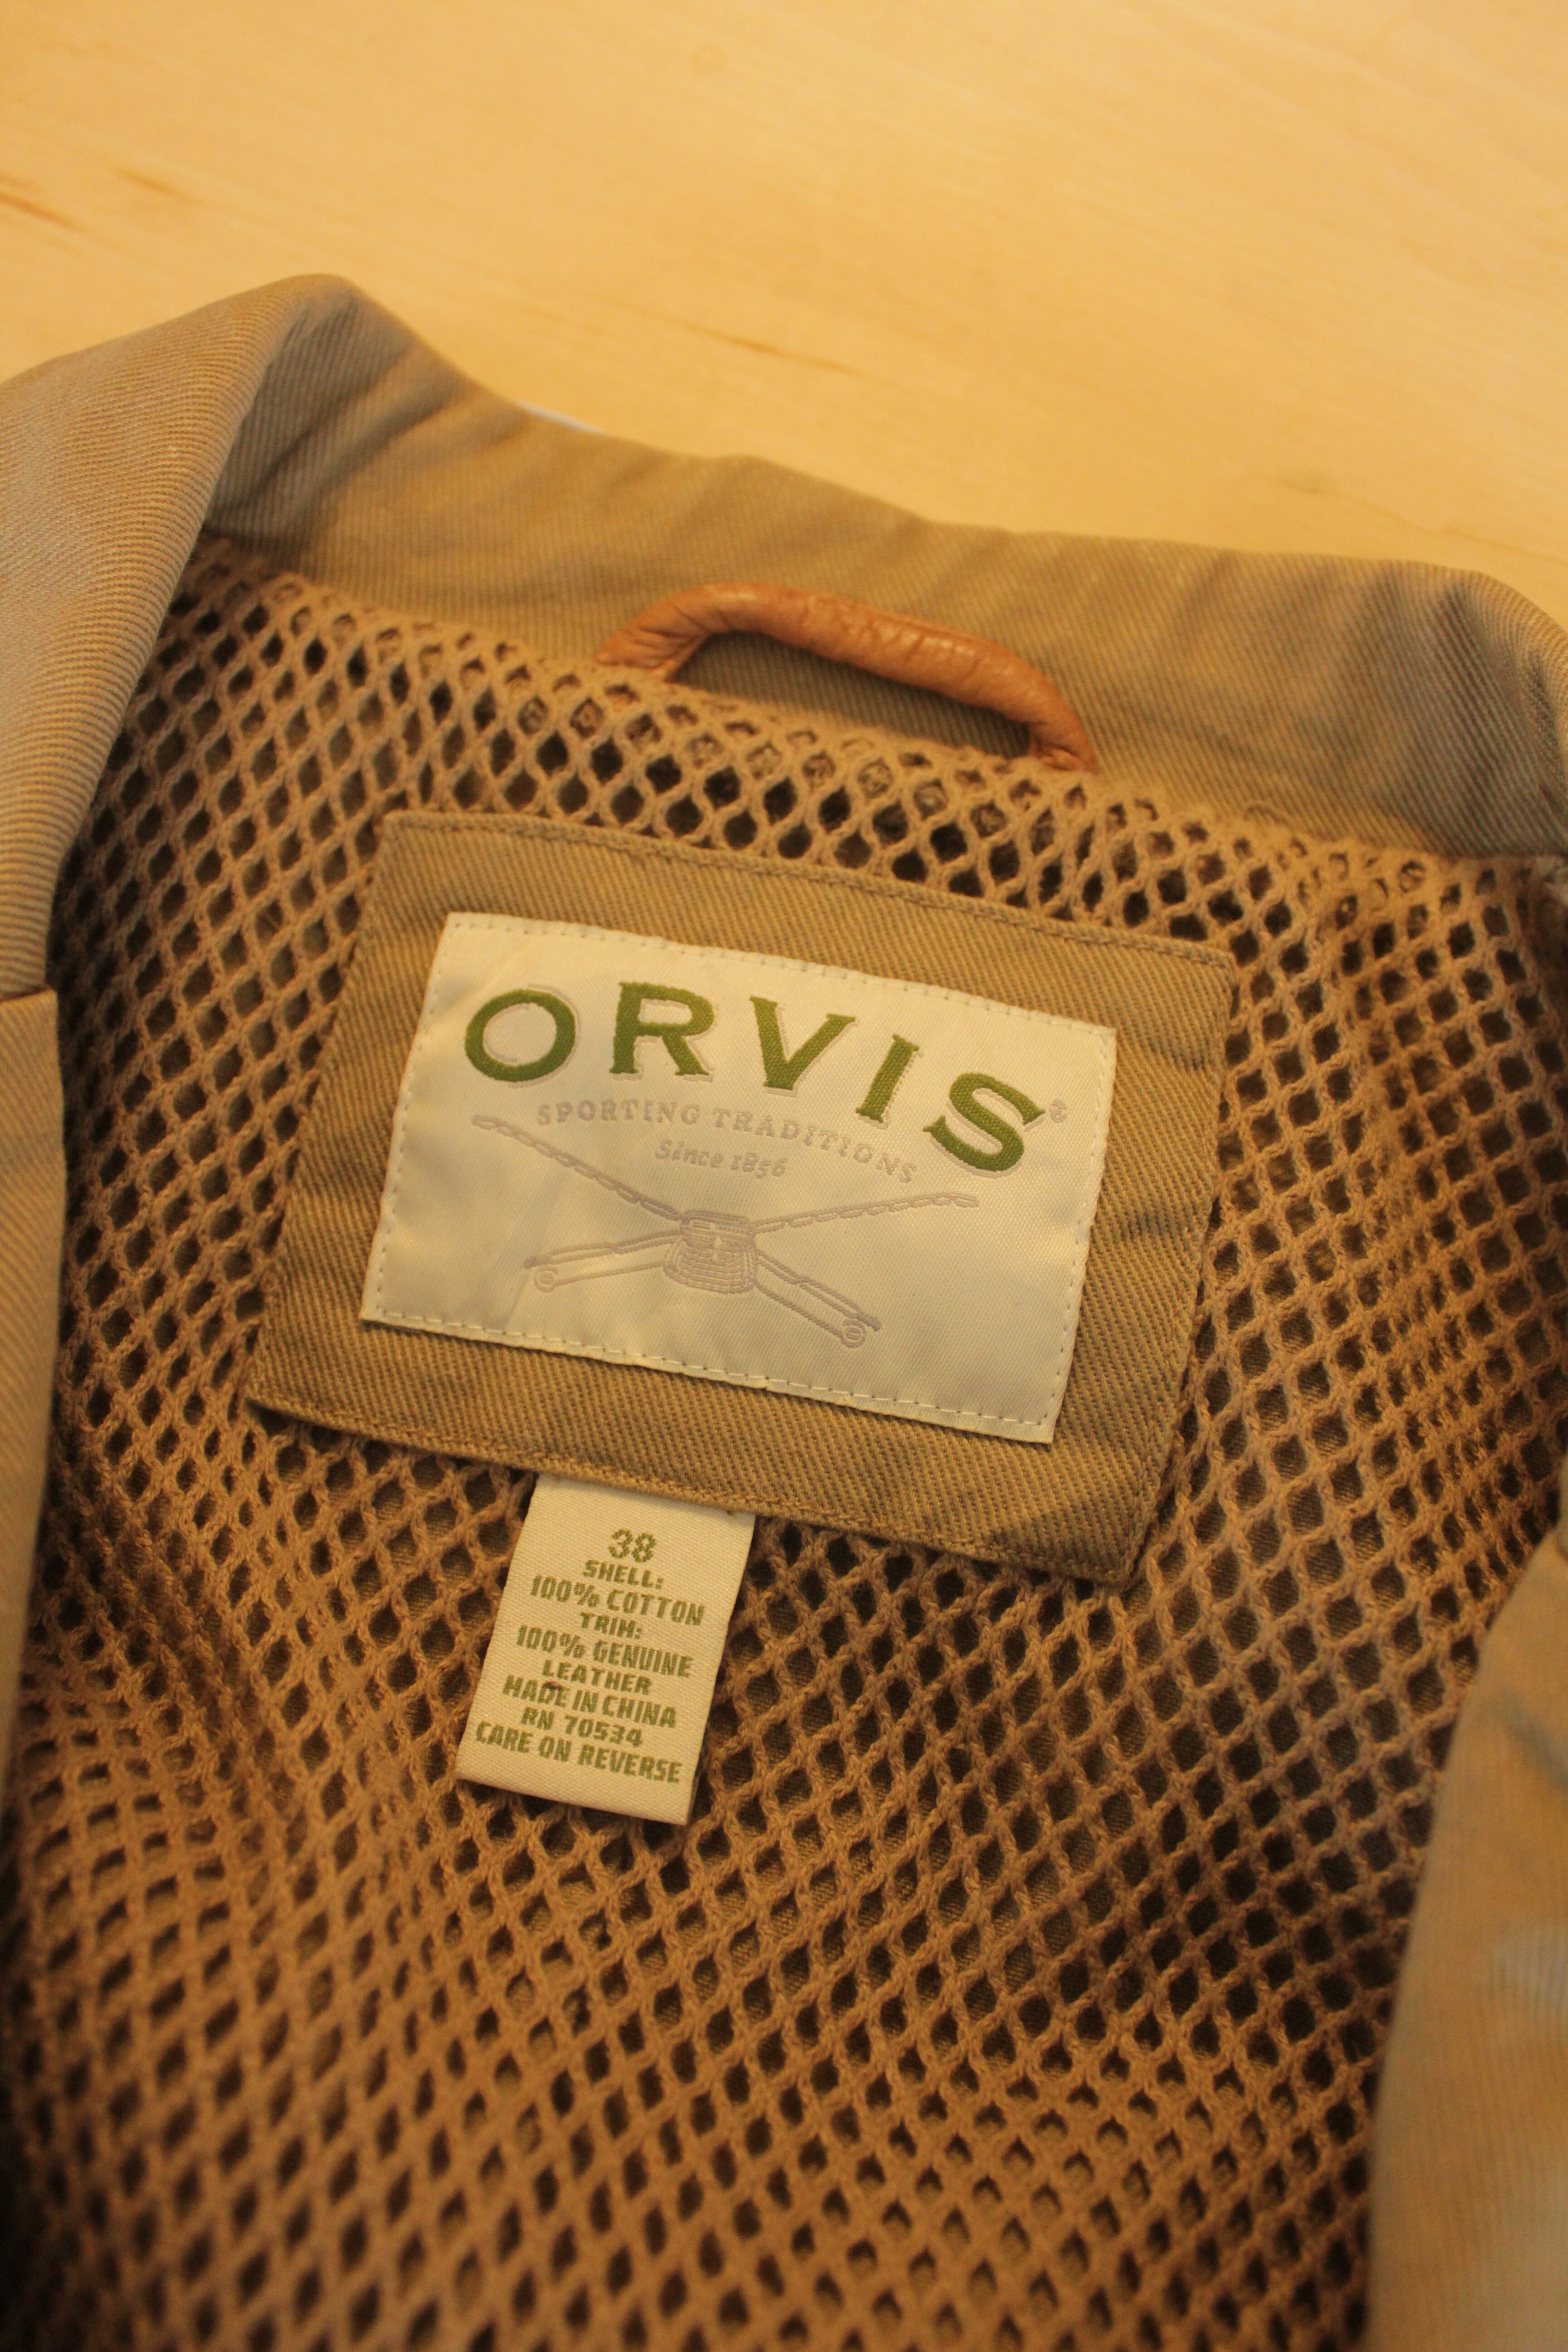 ORVIS®
SPORTING TRADITIONS
Since 1856
38
SHELL:
100% COTTON
TRIM:
100% GENUINE
LEATHER
MADE IN CHINA
RN 70534
CARE ON REVERSE